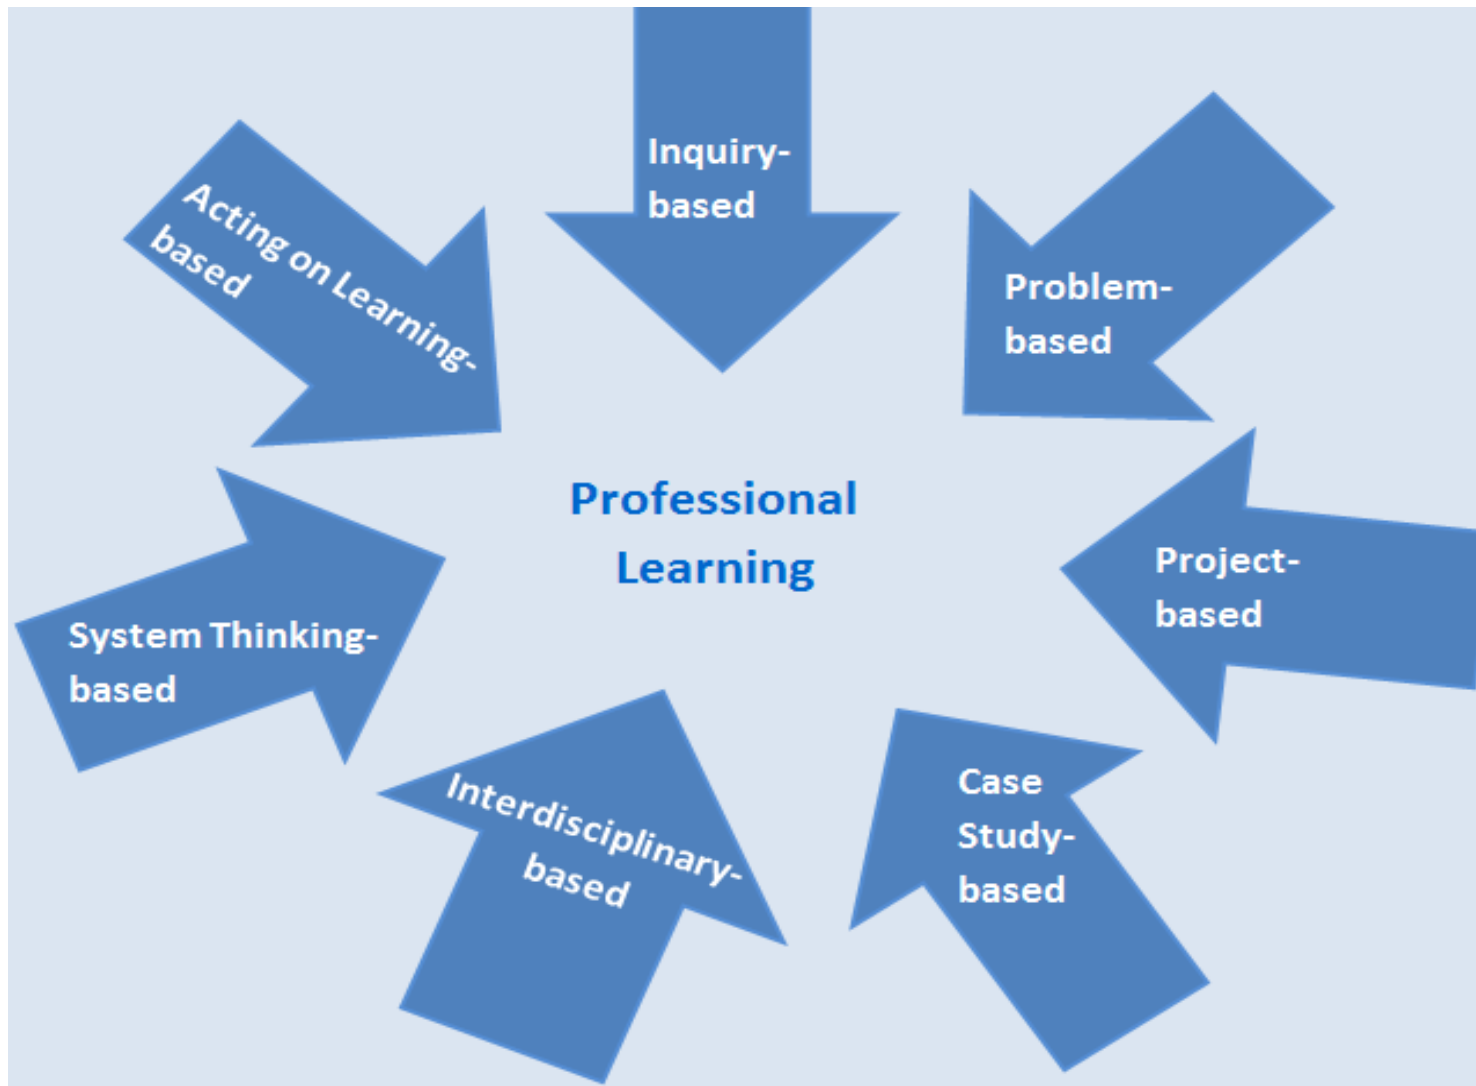 Inquiry-
based
Problem-
based
Project-
based
Case
Study-
based
Interdisciplinary-
based
System Thinking-
based
Acting on Learning-
based
Professional
Learning